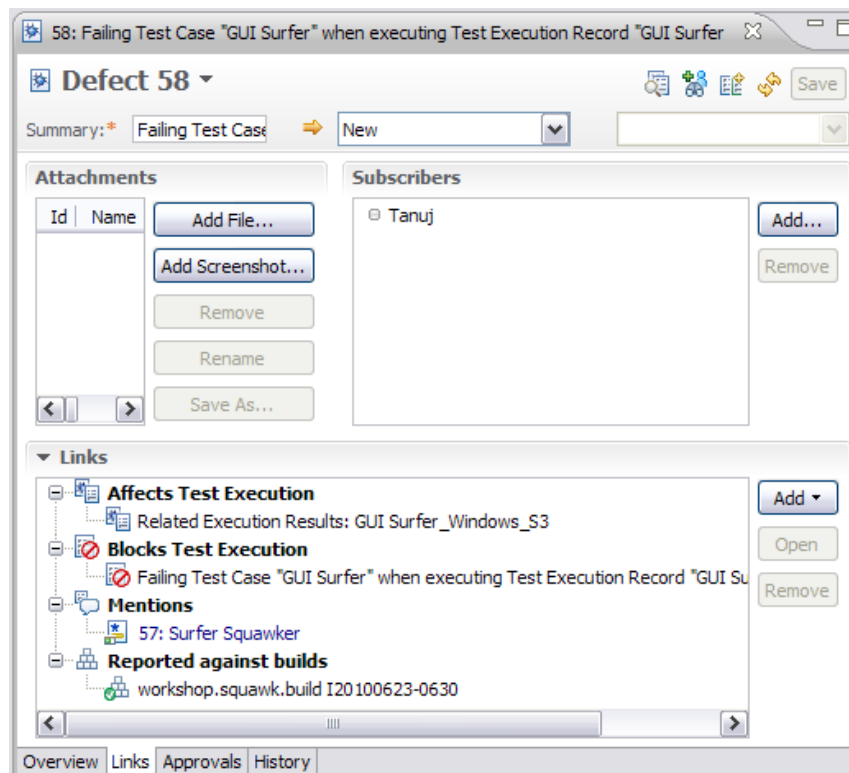 58: Failing Test Case "GUI Surfer" when executing Test Execution Record "GUI Surfer
Defect 58
Save
Summary:* Failing Test Case New
Attachments
Subscribers
Id Name
Add File...
Tanuj
Add...
Add Screenshot...
Remove
Remove
Rename
Save As...
Links
Affects Test Execution
Add
Related Execution Results: GUI Surfer_Windows_S3
Blocks Test Execution
Open
Failing Test Case "GUI Surfer" when executing Test Execution Record "GUI Su
Remove
Mentions
57: Surfer Squawker
Reported against builds
workshop.squawk.build I20100623-0630
Overview Links Approvals History